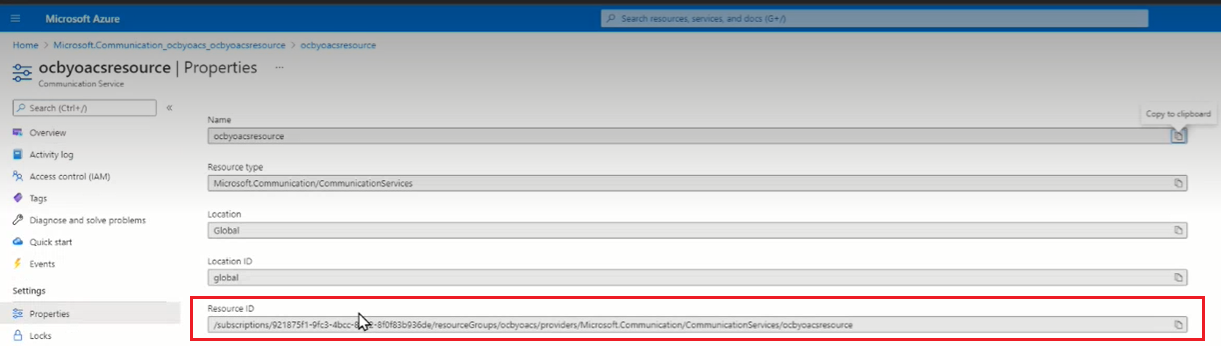 Microsoft Azure
Search resources, services, and docs (G+/)
Home > Microsoft.Communication_ocbyoacs_ocbyoacsresource > ocbyoacsresource
ocbyoacsresource | Properties ...
Communication Service
Search (Ctrl+/) «
Overview
Activity log
Access control (IAM)
Tags
Diagnose and solve problems
Quick start
Events
Settings
Properties
Locks
Copy to clipboard
Name
ocbyoacsresource
Resource type
Microsoft.Communication/CommunicationServices
Location
Global
Location ID
global
Resource ID
/subscriptions/921875f1-9fc3-4bcc- -8f0f83b936de/resourceGroups/ocbyoacs/providers/Microsoft.Communication/CommunicationServices/ocbyoacsresource